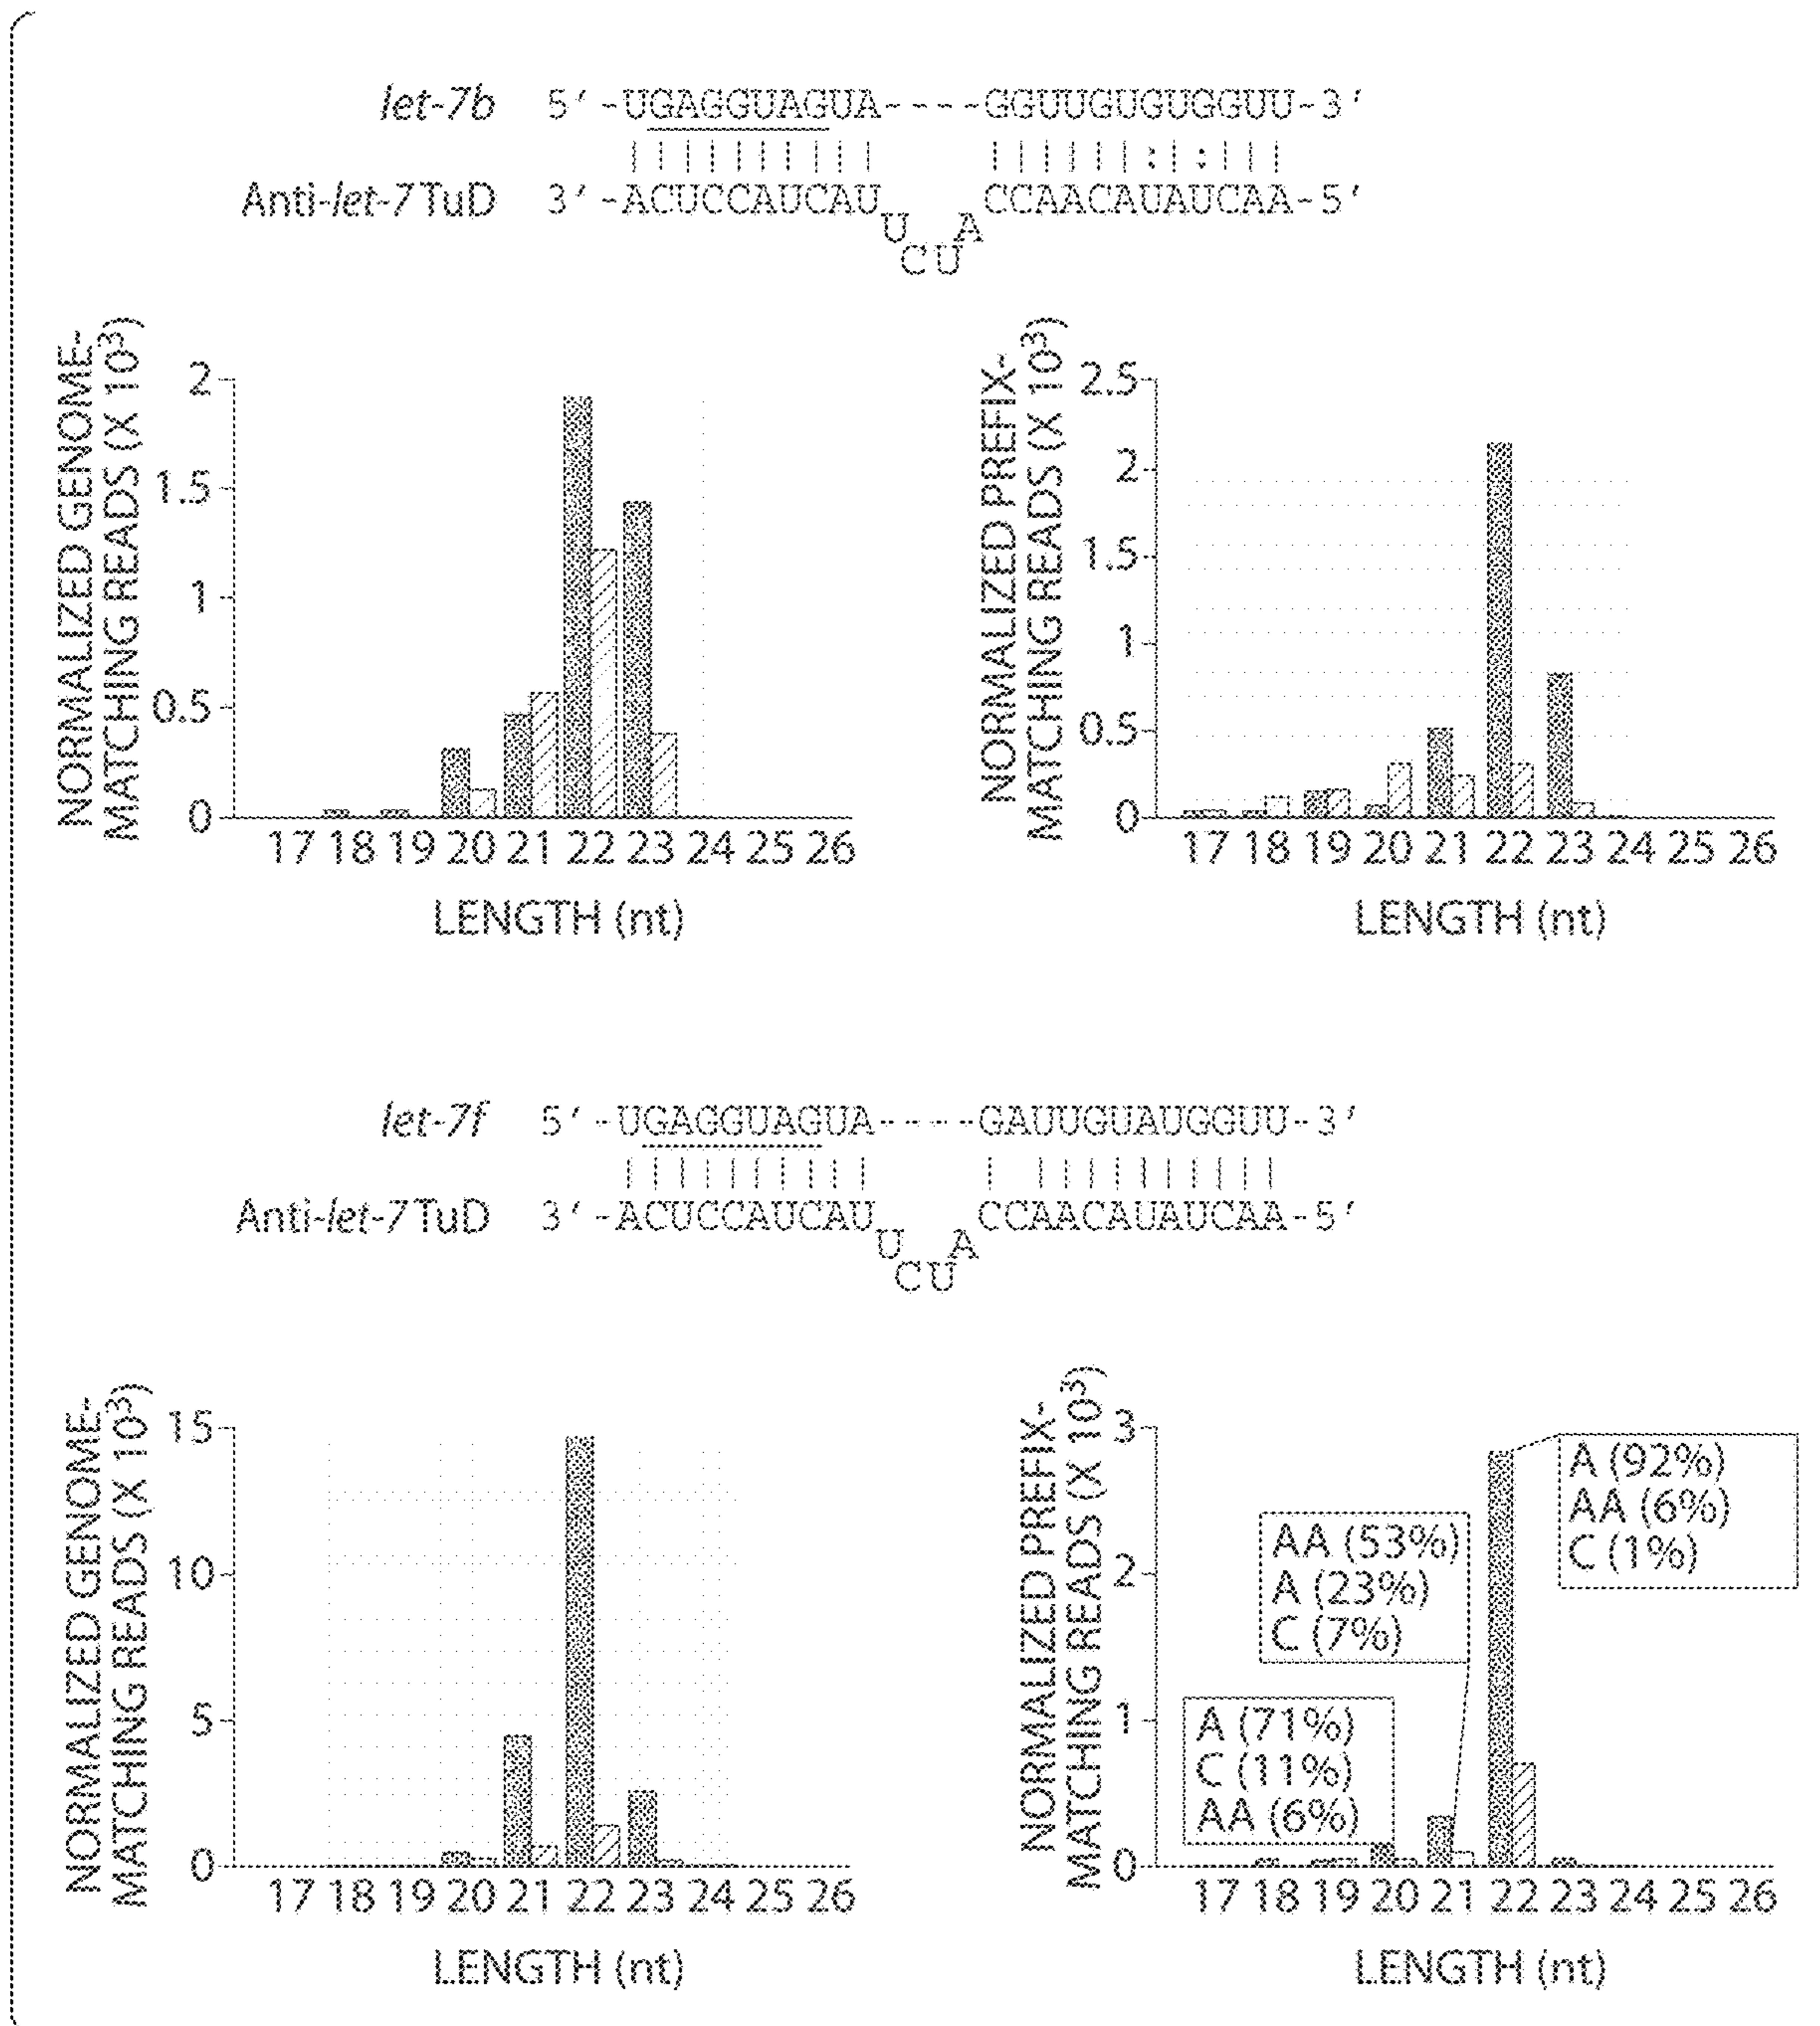 let-7b 5′ -UGAGGUAGUA----GGUUGUGUGGUU-3′
Anti-let-7 TuD 3′ -ACUCCAUCAU CCAACAUAUCAA-5′
U A
CU
NORMALIZED GENOME-
MATCHING READS (X 10³)
2
1.5
1
0.5
0
17 18 19 20 21 22 23 24 25 26
LENGTH (nt)
NORMALIZED PREFIX-
MATCHING READS (X 10³)
2.5
2
1.5
1
0.5
0
17 18 19 20 21 22 23 24 25 26
LENGTH (nt)
let-7f 5′ -UGAGGUAGUA----GAUUGUAUGGUU-3′
Anti-let-7 TuD 3′ -ACUCCAUCAU CCAACAUAUCAA-5′
U A
CU
NORMALIZED GENOME-
MATCHING READS (X 10³)
15
10
5
0
17 18 19 20 21 22 23 24 25 26
LENGTH (nt)
NORMALIZED PREFIX-
MATCHING READS (X 10³)
3
2
1
0
A (92%)
AA (6%)
C (1%)
AA (53%)
A (23%)
C (7%)
A (71%)
C (11%)
AA (6%)
17 18 19 20 21 22 23 24 25 26
LENGTH (nt)